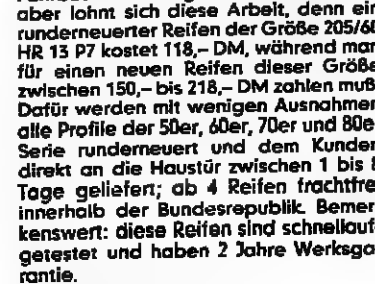 aber lohnt sich diese Arbeit, denn ein
runderneuerter Reifen der Größe 205/60
HR 13 P7 kostet 118,– DM, während man
für einen neuen Reifen dieser Größe
zwischen 150,– bis 218,– DM zahlen muß.
Dafür werden mit wenigen Ausnahmen
alle Profile der 50er, 60er, 70er und 80e
Serie runderneuert und dem Kunden
direkt an die Haustür zwischen 1 bis 8
Tage geliefert; ab 4 Reifen frachtfre
innerhalb der Bundesrepublik. Bemer
kenswert: diese Reifen sind schnellauf
getestet und haben 2 Jahre Werksga
rantie.